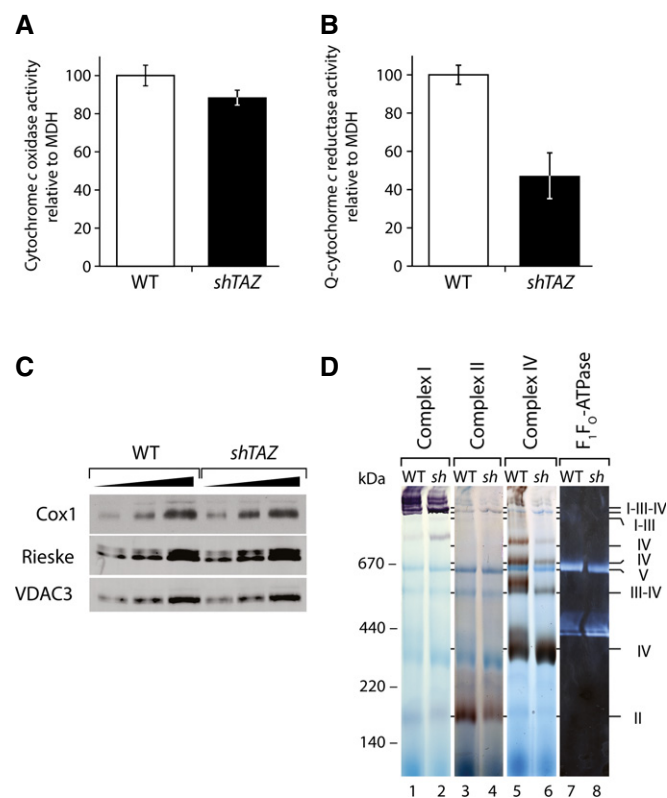 A
Cytochrome c oxidase activity
relative to MDH
100
80
60
40
20
0
WT
shTAZ
B
Q-cytochorme c reductase activity
relative to MDH
100
80
60
40
20
0
WT
shTAZ
C
WT
shTAZ
Cox1
Rieske
VDAC3
D
Complex I
Complex II
Complex IV
F1FO-ATPase
kDa
WT sh WT sh WT sh WT sh
670
440
220
140
I-III-IV
I-III
IV
IV
V
III-IV
IV
II
1 2 3 4 5 6 7 8